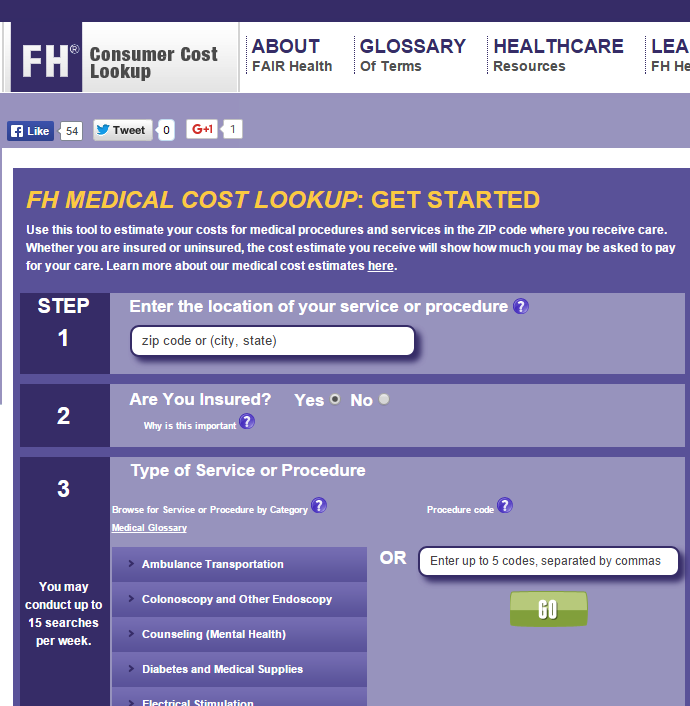 FH® Consumer Cost
Lookup
ABOUT
FAIR Health
GLOSSARY
Of Terms
HEALTHCARE
Resources
LEA
FH He
Like 54 Tweet 0 G+1 1
FH MEDICAL COST LOOKUP: GET STARTED
Use this tool to estimate your costs for medical procedures and services in the ZIP code where you receive care.
Whether you are insured or uninsured, the cost estimate you receive will show how much you may be asked to pay
for your care. Learn more about our medical cost estimates here.
STEP
1
Enter the location of your service or procedure ?
zip code or (city, state)
2
Are You Insured? Yes No
Why is this important ?
3
Type of Service or Procedure
Browse for Service or Procedure by Category ?
Medical Glossary
Procedure code ?
You may
conduct up to
15 searches
per week.
Ambulance Transportation
Colonoscopy and Other Endoscopy
Counseling (Mental Health)
Diabetes and Medical Supplies
Electrical Stimulation
OR
Enter up to 5 codes, separated by commas
GO